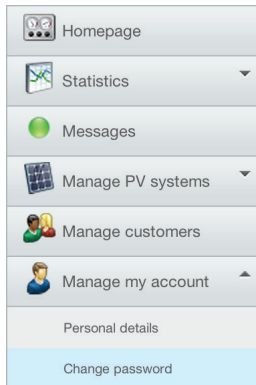 Homepage
Statistics
Messages
Manage PV systems
Manage customers
Manage my account
Personal details
Change password